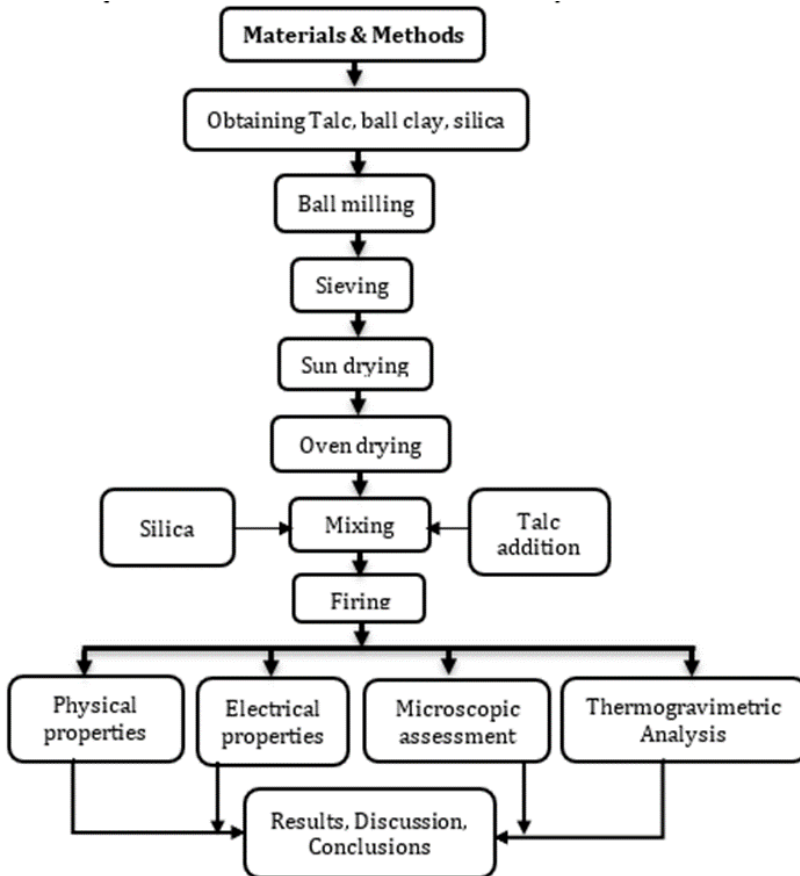 Materials & Methods
Obtaining Talc, ball clay, silica
Ball milling
Sieving
Sun drying
Oven drying
Silica
Mixing
Talc
addition
Firing
Physical
properties
Electrical
properties
Microscopic
assessment
Thermogravimetric
Analysis
Results, Discussion,
Conclusions